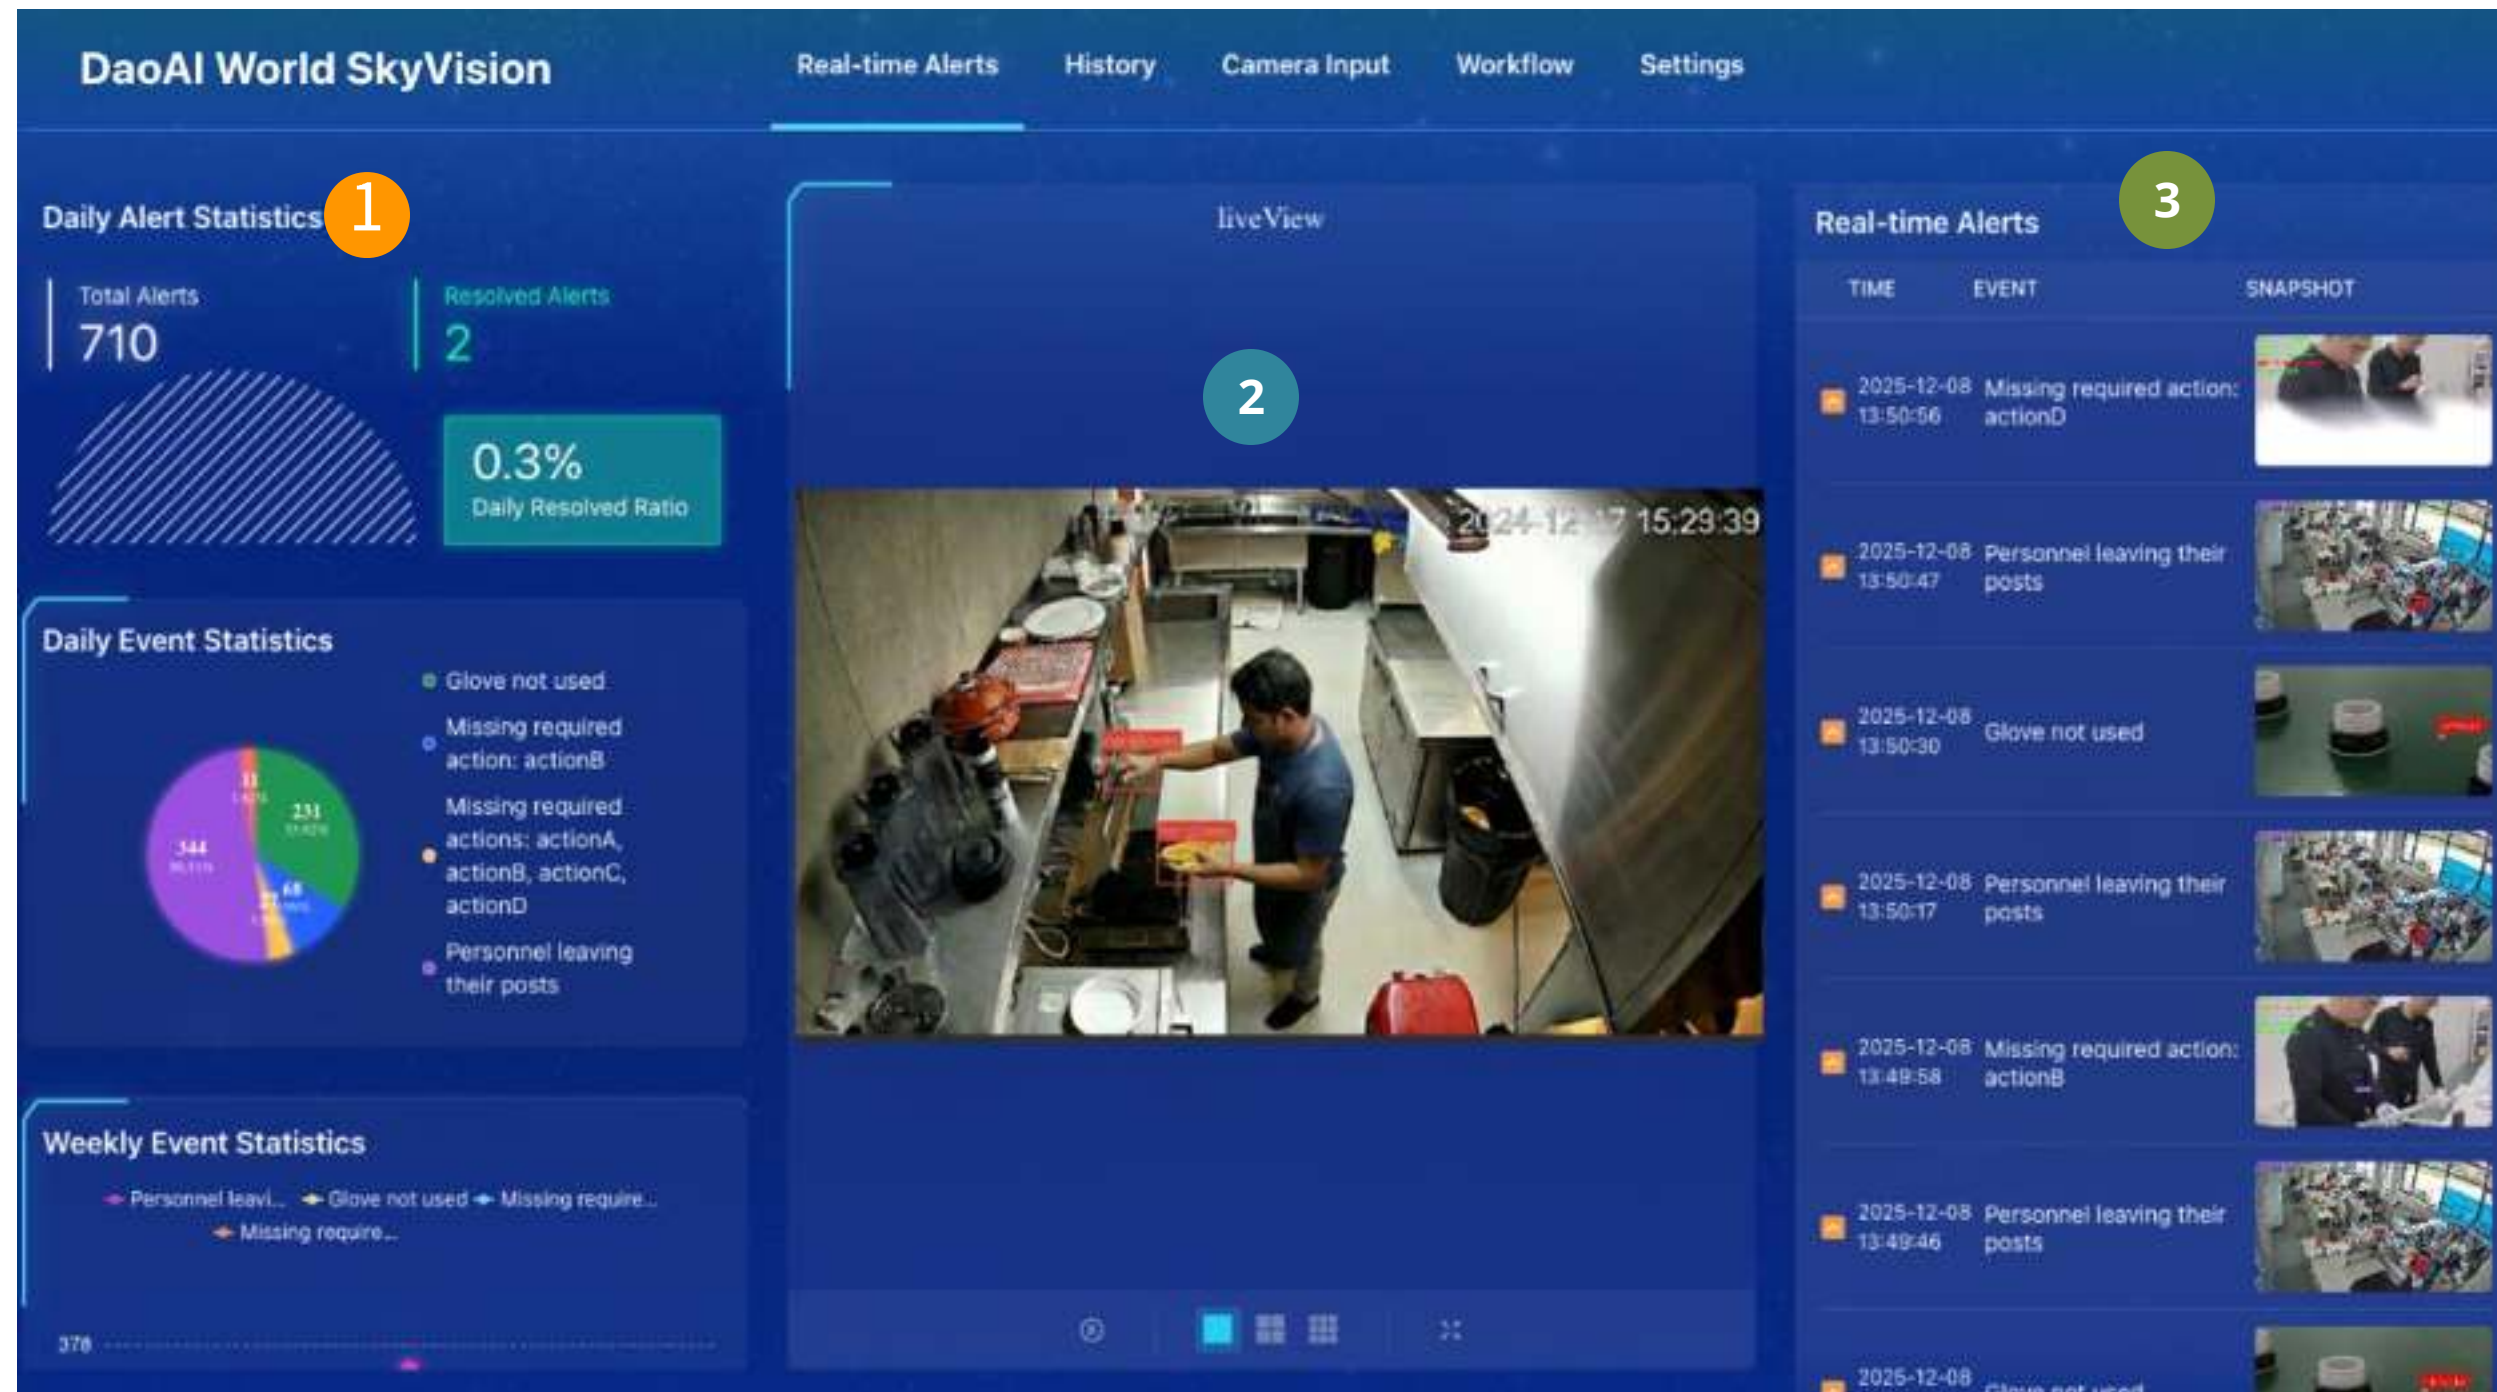 DaoAI World SkyVision
Real-time Alerts
History
Camera Input
Workflow
Settings
Daily Alert Statistics
1
Total Alerts
710
Resolved Alerts
2
0.3%
Daily Resolved Ratio
Daily Event Statistics
Glove not used
Missing required
action: actionB
Missing required
actions: actionA,
actionB, actionC,
actionD
Personnel leaving
their posts
11
231
344
68
Weekly Event Statistics
Personnel leavi...
Glove not used
Missing require...
Missing require...
378
liveView
2
15:29:39
Real-time Alerts
3
TIME
EVENT
SNAPSHOT
2025-12-08
13:50:56
Missing required action:
actionD
2025-12-08
13:50:47
Personnel leaving their
posts
2025-12-08
13:50:30
Glove not used
2025-12-08
13:50:17
Personnel leaving their
posts
2025-12-08
13:49:58
Missing required action:
actionB
2025-12-08
13:49:46
Personnel leaving their
posts
2025-12-08
Glove not used